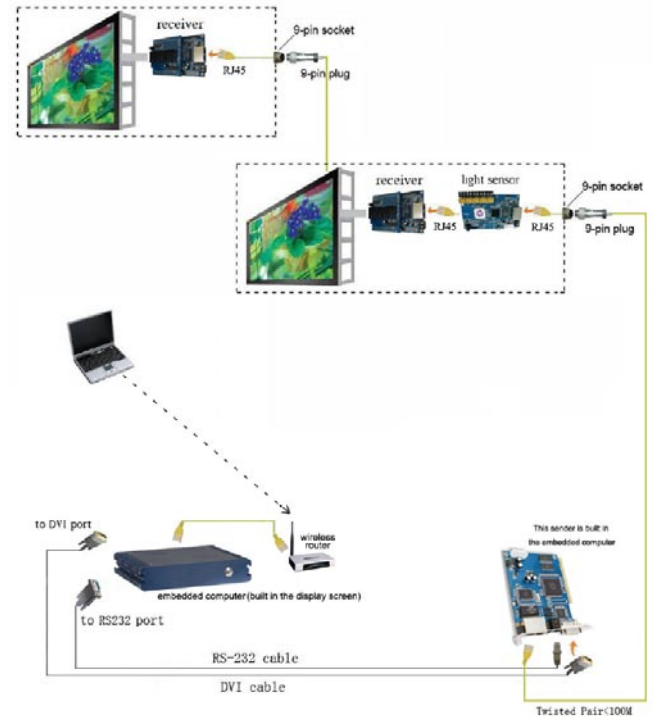 receiver
9-pin socket
RJ45
9-pin plug
receiver
light sensor
9-pin socket
RJ45
RJ45
9-pin plug
to DVI port
wireless
router
This sender is built in
the embedded computer
embedded computer(built in the display screen)
to RS232 port
RS-232 cable
DVI cable
Twisted Pair<100M